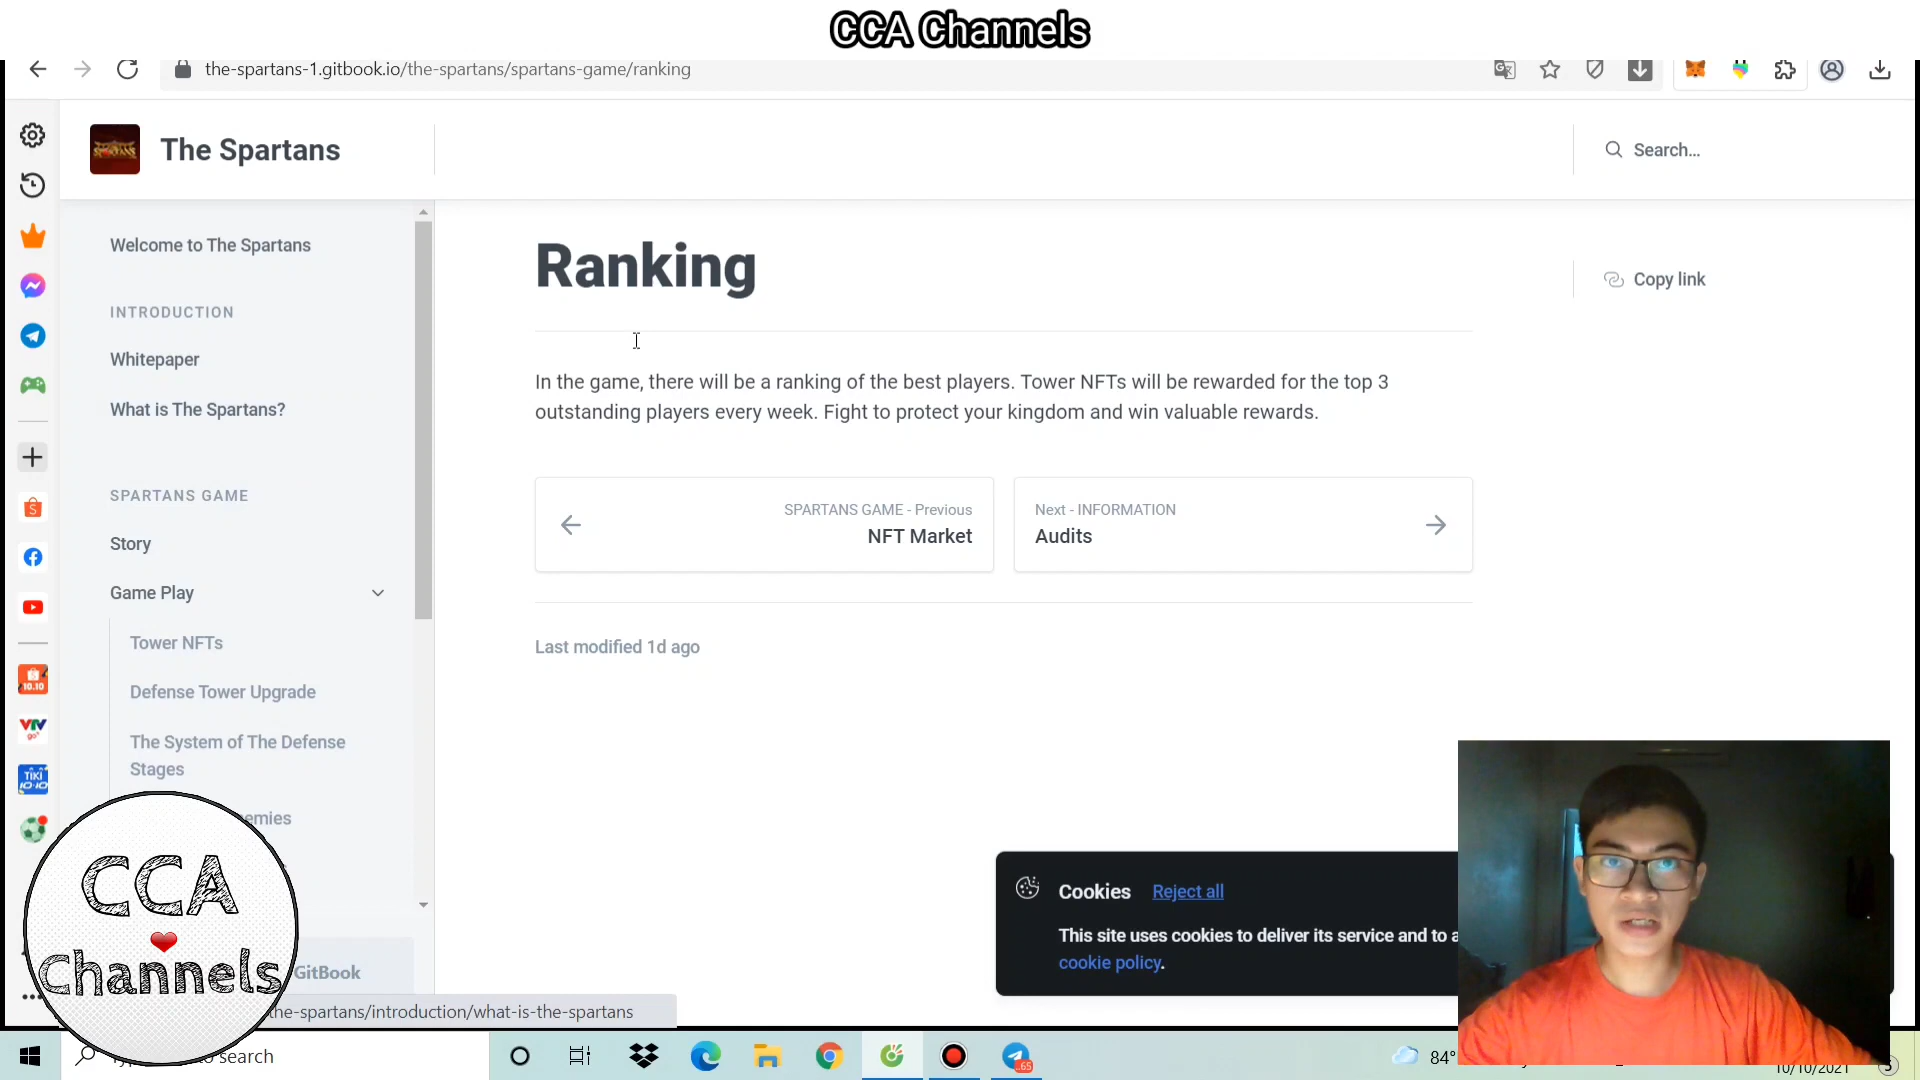 CCA Channels
the-spartans-1.gitbook.io/the-spartans/spartans-game/ranking
The Spartans
Search...
Welcome to The Spartans
INTRODUCTION
Whitepaper
What is The Spartans?
SPARTANS GAME
Story
Game Play
Tower NFTs
Defense Tower Upgrade
The System of The Defense
Stages
emies
GitBook
Ranking
Copy link
In the game, there will be a ranking of the best players. Tower NFTs will be rewarded for the top 3
outstanding players every week. Fight to protect your kingdom and win valuable rewards.
SPARTANS GAME - Previous
NFT Market
Next - INFORMATION
Audits
Last modified 1d ago
Cookies Reject all
This site uses cookies to deliver its service and to a
cookie policy.
CCA
Channels
the-spartans/introduction/what-is-the-spartans
search
84°
10/10/2021